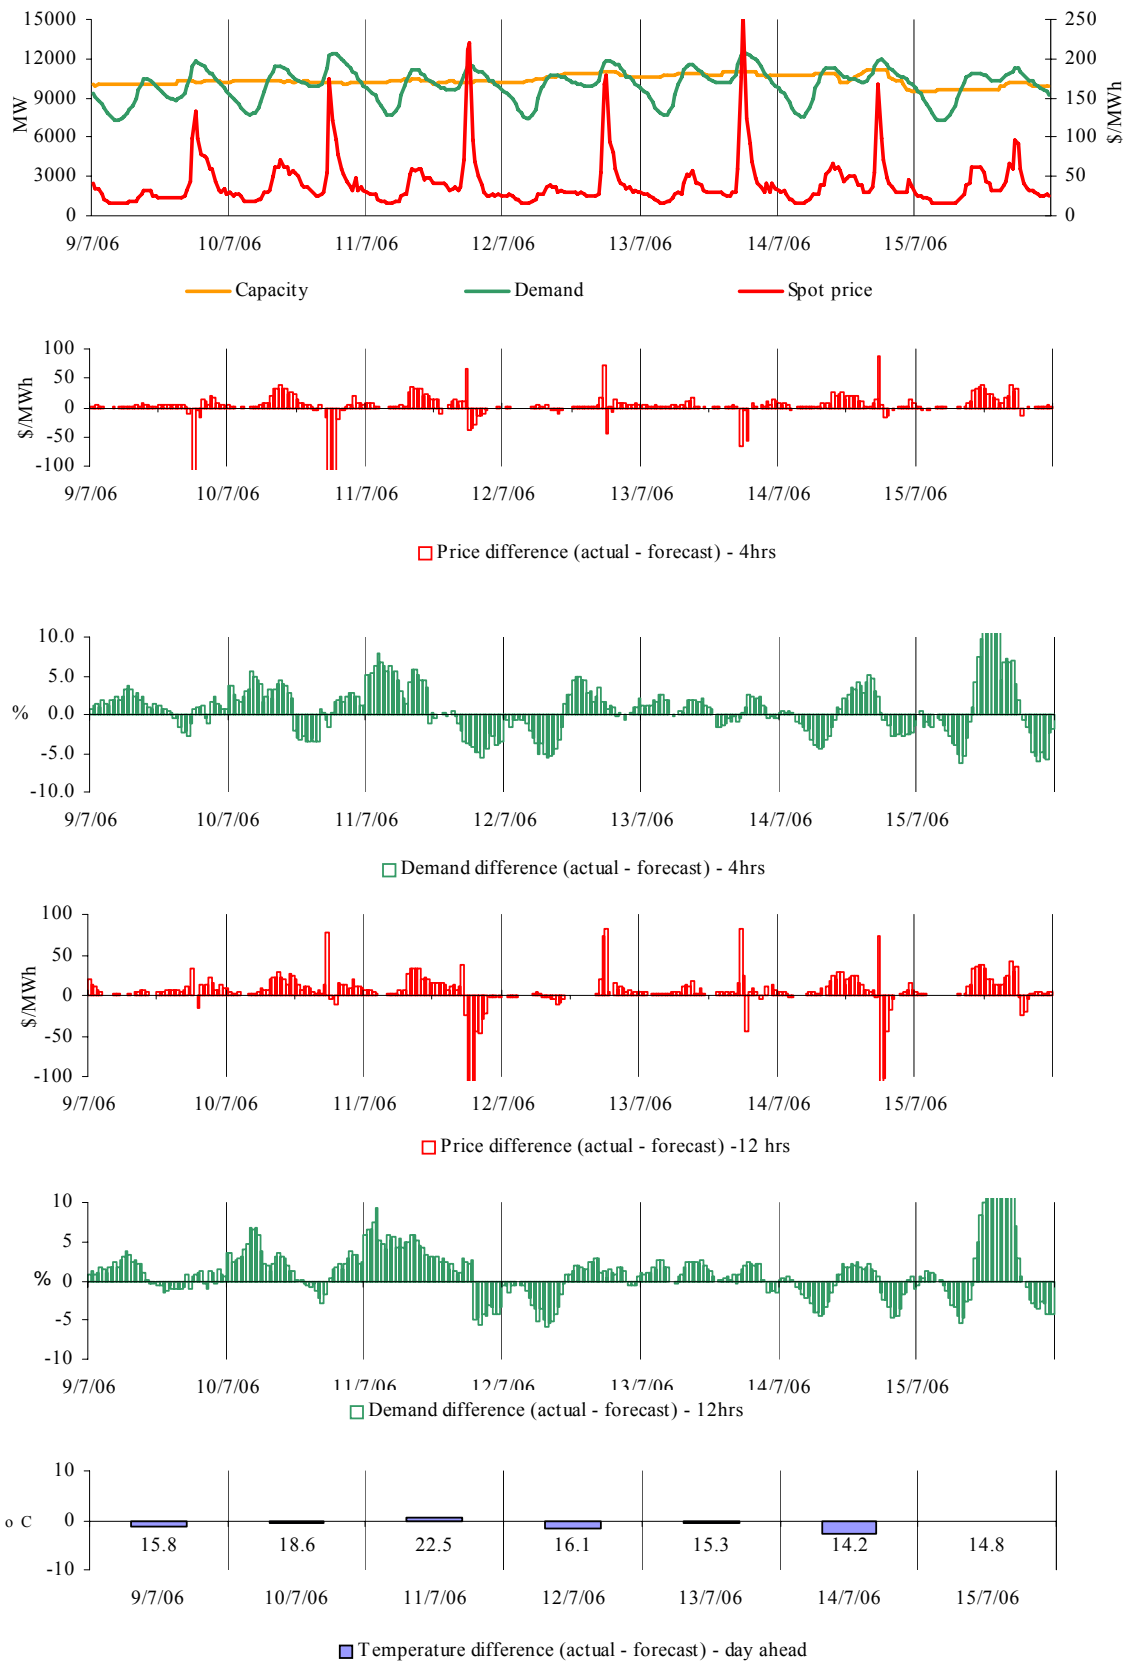 15000 250
12000 200
9000 150
6000 100
3000 50
0 0
MW
$/MWh
9/7/06 10/7/06 11/7/06 12/7/06 13/7/06 14/7/06 15/7/06
Capacity Demand Spot price
100
50
0
-50
-100
$/MWh
9/7/06 10/7/06 11/7/06 12/7/06 13/7/06 14/7/06 15/7/06
Price difference (actual - forecast) - 4hrs
10.0
5.0
0.0
-5.0
-10.0
%
9/7/06 10/7/06 11/7/06 12/7/06 13/7/06 14/7/06 15/7/06
Demand difference (actual - forecast) - 4hrs
100
50
0
-50
-100
$/MWh
9/7/06 10/7/06 11/7/06 12/7/06 13/7/06 14/7/06 15/7/06
Price difference (actual - forecast) -12 hrs
10
5
0
-5
-10
%
9/7/06 10/7/06 11/7/06 12/7/06 13/7/06 14/7/06 15/7/06
Demand difference (actual - forecast) - 12hrs
10
0
-10
o C
15.8 18.6 22.5 16.1 15.3 14.2 14.8
9/7/06 10/7/06 11/7/06 12/7/06 13/7/06 14/7/06 15/7/06
Temperature difference (actual - forecast) - day ahead